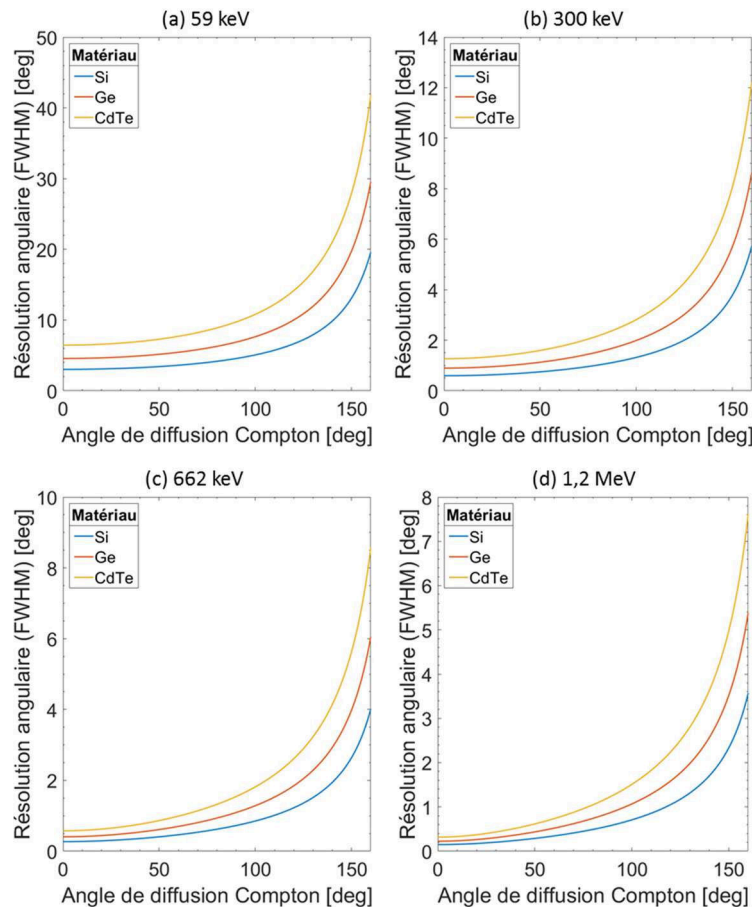 (a) 59 keV
Résolution angulaire (FWHM) [deg]
50
40
30
20
10
0
Matériau
Si
Ge
CdTe
0 50 100 150
Angle de diffusion Compton [deg]
(b) 300 keV
Résolution angulaire (FWHM) [deg]
14
12
10
8
6
4
2
0
Matériau
Si
Ge
CdTe
0 50 100 150
Angle de diffusion Compton [deg]
(c) 662 keV
Résolution angulaire (FWHM) [deg]
10
8
6
4
2
0
Matériau
Si
Ge
CdTe
0 50 100 150
Angle de diffusion Compton [deg]
(d) 1,2 MeV
Résolution angulaire (FWHM) [deg]
8
7
6
5
4
3
2
1
0
Matériau
Si
Ge
CdTe
0 50 100 150
Angle de diffusion Compton [deg]